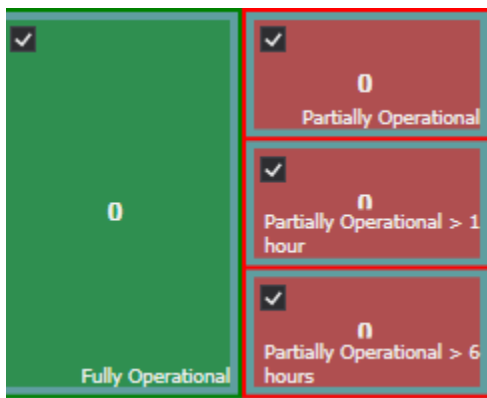 0
Fully Operational
0
Partially Operational
0
Partially Operational > 1
hour
0
Partially Operational > 6
hours